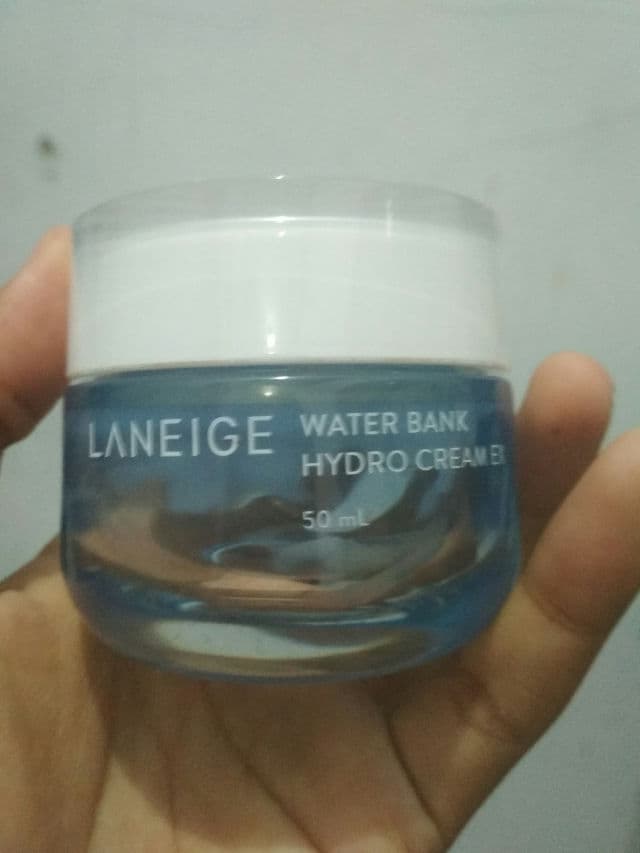 LANEIGE
WATER BANK
HYDRO CREAM EX
50 mL